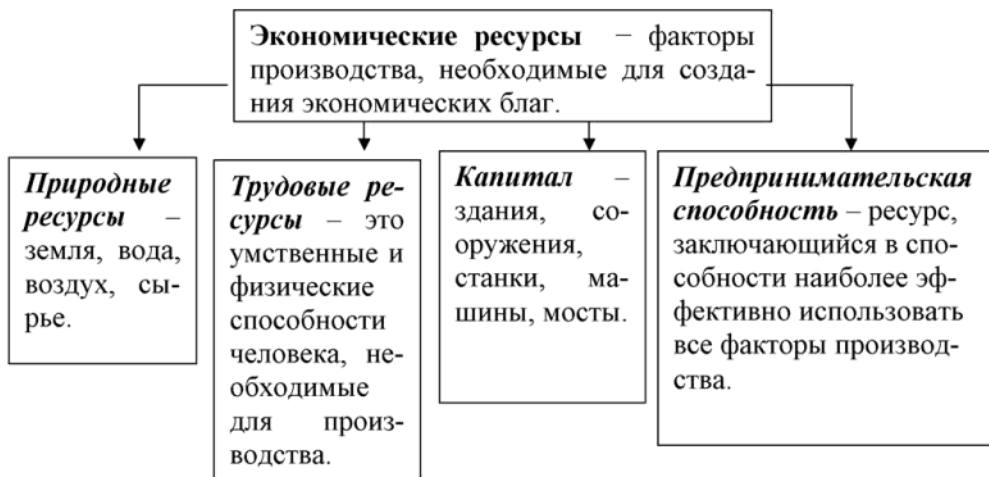 Экономические ресурсы – факторы
производства, необходимые для созда-
ния экономических благ.
Природные
ресурсы –
земля, вода,
воздух, сы-
рье.
Трудовые ре-
сурсы – это
умственные и
физические
способности
человека, не-
обходимые
для произ-
водства.
Капитал –
здания, со-
оружения,
станки, ма-
шины, мосты.
Предпринимательская
способность – ресурс,
заключающийся в спо-
собности наиболее эф-
фективно использовать
все факторы производ-
ства.